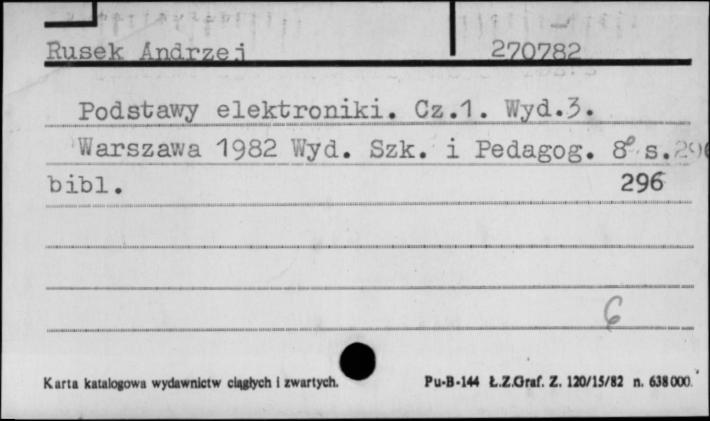 Rusek Andrzej 270782
Podstawy elektroniki. Cz.1. Wyd.3.
Warszawa 1982 Wyd. Szk. i Pedagog. 8° s.296
bibl. 296
6
Karta katalogowa wydawnictw ciągłych i zwartych. Pu-B-144 Ł.Z.Graf. Z. 120/15/82 n. 638000.